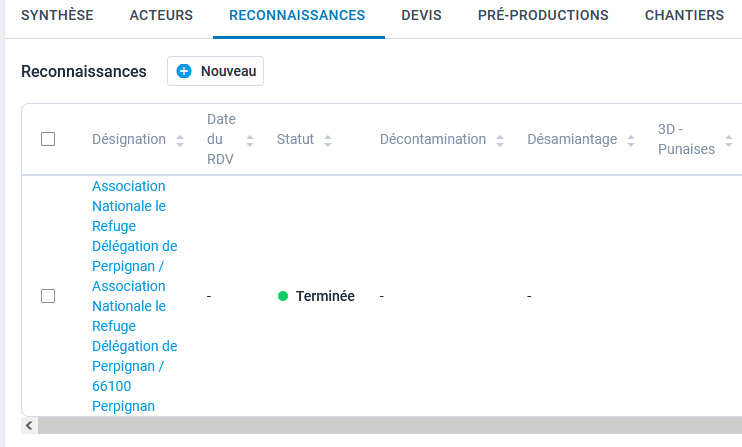 SYNTHÈSE ACTEURS RECONNAISSANCES DEVIS PRÉ-PRODUCTIONS CHANTIERS
Reconnaissances Nouveau
Désignation Date du RDV Statut Décontamination Désamiantage 3D - Punaises
Association
Nationale le
Refuge
Délégation de
Perpignan /
Association
Nationale le
Refuge
Délégation de
Perpignan /
66100
Perpignan
- Terminée - -